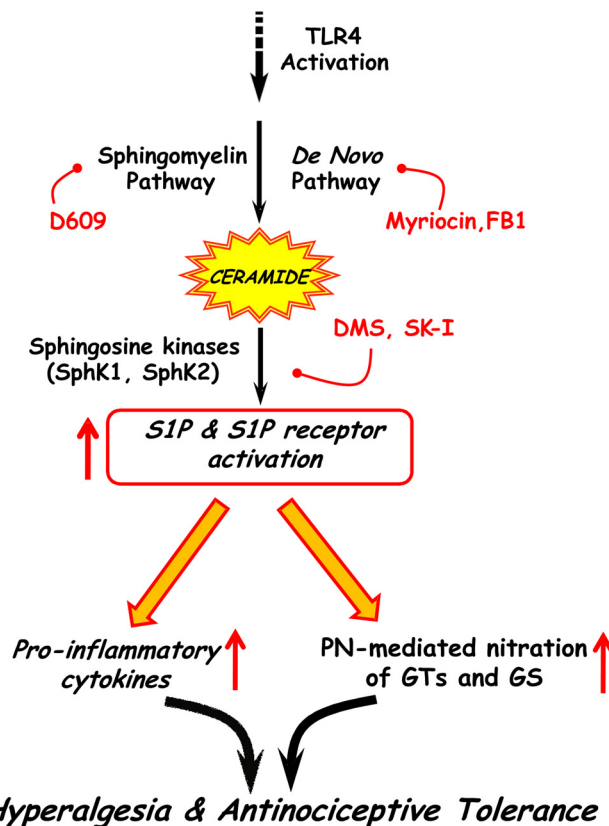 TLR4
Activation
Sphingomyelin
Pathway
De Novo
Pathway
D609
Myriocin,FB1
CERAMIDE
DMS, SK-I
Sphingosine kinases
(SphK1, SphK2)
S1P & S1P receptor
activation
Pro-inflammatory
cytokines
PN-mediated nitration
of GTs and GS
Hyperalgesia & Antinociceptive Tolerance